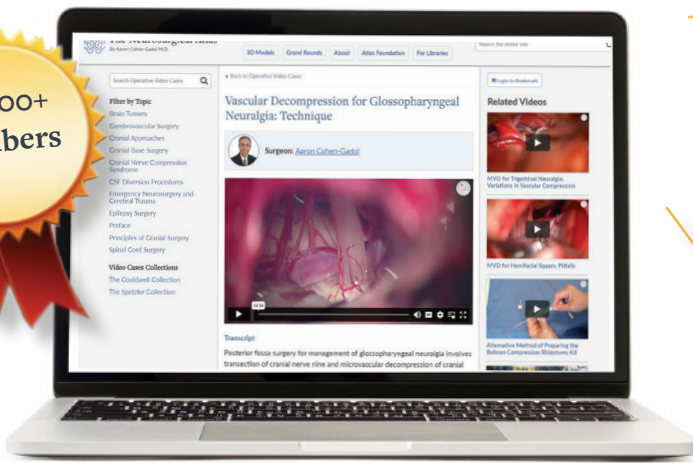 00+
bers
The Neurosurgical Atlas
By Aaron Cohen-Gadol M.D.
3D Models
Grand Rounds
About
Atlas Foundation
For Libraries
Search the entire site
Search Operative Video Cases
Filter by Topic
Brain Tumors
Cerebrovascular Surgery
Cranial Approaches
Cranial Base Surgery
Cranial Nerve Compression
Syndrome
CSF Diversion Procedures
Emergency Neurosurgery and
Cerebral Trauma
Epilepsy Surgery
Preface
Principles of Cranial Surgery
Spinal Cord Surgery
Video Cases Collections
The Couldwell Collection
The Spetzler Collection
Back to Operative Video Cases
Vascular Decompression for Glossopharyngeal
Neuralgia: Technique
Surgeon: Aaron Cohen-Gadol
Transcript
Posterior fossa surgery for management of glossopharyngeal neuralgia involves
transection of cranial nerve nine and microvascular decompression of cranial
Login to Bookmark
Related Videos
MVD for Trigeminal Neuralgia:
Variations in Vascular Compression
MVD for Hemifacial Spasm: Pitfalls
Alternative Method of Preparing the
Balloon Compression Rhizotomy Kit